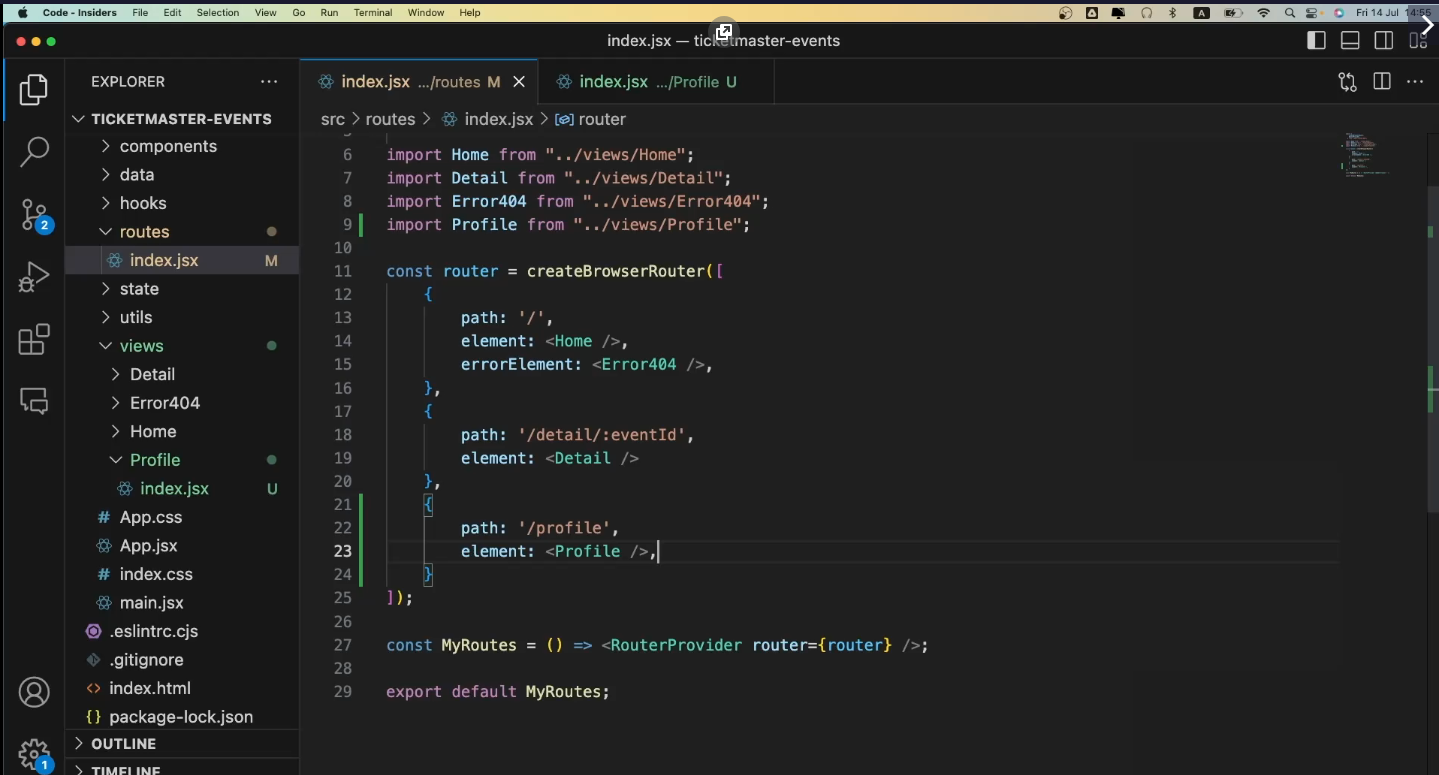 Code - Insiders File Edit Selection View Go Run Terminal Window Help A Fri 14 Jul 14:55
index.jsx — ticketmaster-events
EXPLORER
index.jsx .../routes M
index.jsx .../Profile U
TICKETMASTER-EVENTS
components
data
hooks
routes
index.jsx M
state
utils
views
Detail
Error404
Home
Profile
index.jsx U
# App.css
App.jsx
# index.css
main.jsx
.eslintrc.cjs
.gitignore
<> index.html
{} package-lock.json
OUTLINE
TIMELINE
2
1
src > routes > index.jsx > router
6 import Home from "../views/Home";
7 import Detail from "../views/Detail";
8 import Error404 from "../views/Error404";
9 import Profile from "../views/Profile";
10
11 const router = createBrowserRouter([
12 {
13 path: '/',
14 element: <Home />,
15 errorElement: <Error404 />,
16 },
17 {
18 path: '/detail/:eventId',
19 element: <Detail />
20 },
21 {
22 path: '/profile',
23 element: <Profile />,
24 }
25 ]);
26
27 const MyRoutes = () => <RouterProvider router={router} />;
28
29 export default MyRoutes;